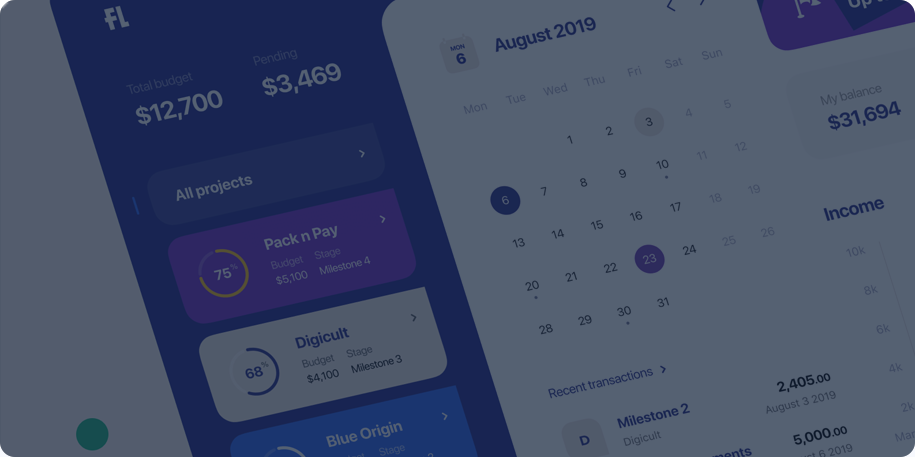 FL
Total budget
$12,700
Pending
$3,469
All projects
Pack n Pay
75%
Budget Stage
$5,100 Milestone 4
Digicult
68%
Budget Stage
$4,100 Milestone 3
Blue Origin
Budget Stage
MON
6
August 2019
Mon Tue Wed Thu Fri Sat Sun
1 2 3 4 5
6 7 8 9 10 11 12
13 14 15 16 17 18 19
20 21 22 23 24 25 26
28 29 30 31
Recent transactions
D
Milestone 2
Digicult
2,405.00
August 3 2019
5,000.00
6 2019
My balance
$31,694
Income
10k
8k
6k
4k
2k